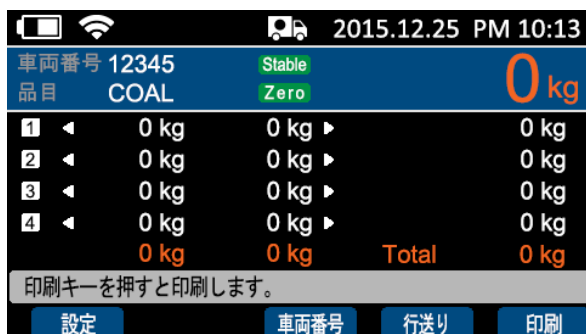 2015.12.25 PM 10:13
車両番号 12345 Stable
0 kg
品目 COAL Zero
1 0 kg 0 kg 0 kg
2 0 kg 0 kg 0 kg
3 0 kg 0 kg 0 kg
4 0 kg 0 kg 0 kg
0 kg 0 kg Total 0 kg
印刷キーを押すと印刷します。
設定 車両番号 行送り 印刷